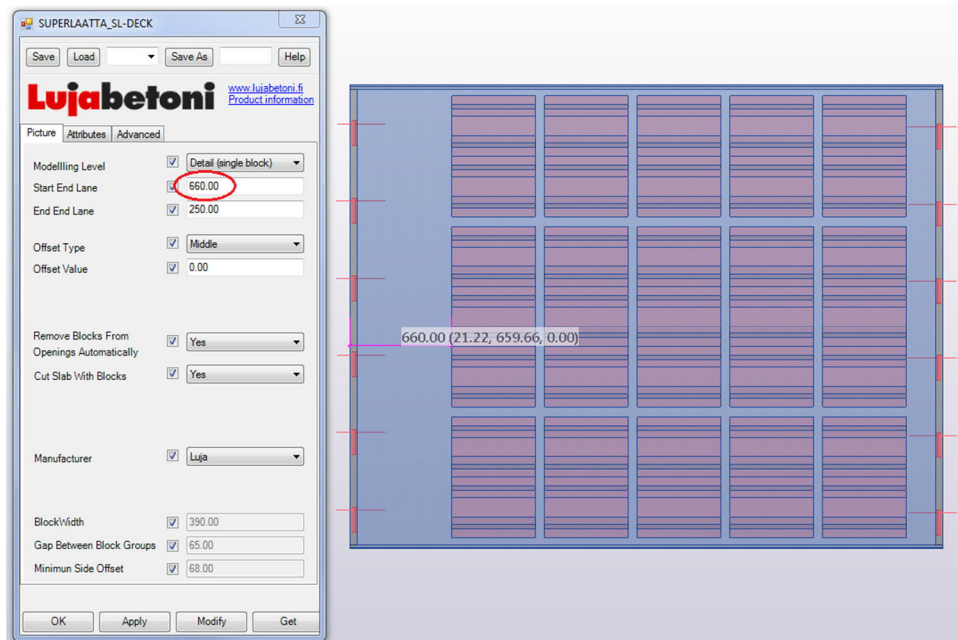 SUPERLAATTA_SL-DECK
Save Load Save As Help
Lujabetoni
www.lujabetoni.fi
Product information
Picture Attributes Advanced
Modellling Level Detail (single block)
Start End Lane 660.00
End End Lane 250.00
Offset Type Middle
Offset Value 0.00
Remove Blocks From
Openings Automatically Yes
Cut Slab With Blocks Yes
Manufacturer Luja
BlockWidth 390.00
Gap Between Block Groups 65.00
Minimun Side Offset 68.00
OK Apply Modify Get
660.00 (21.22, 659.66, 0.00)